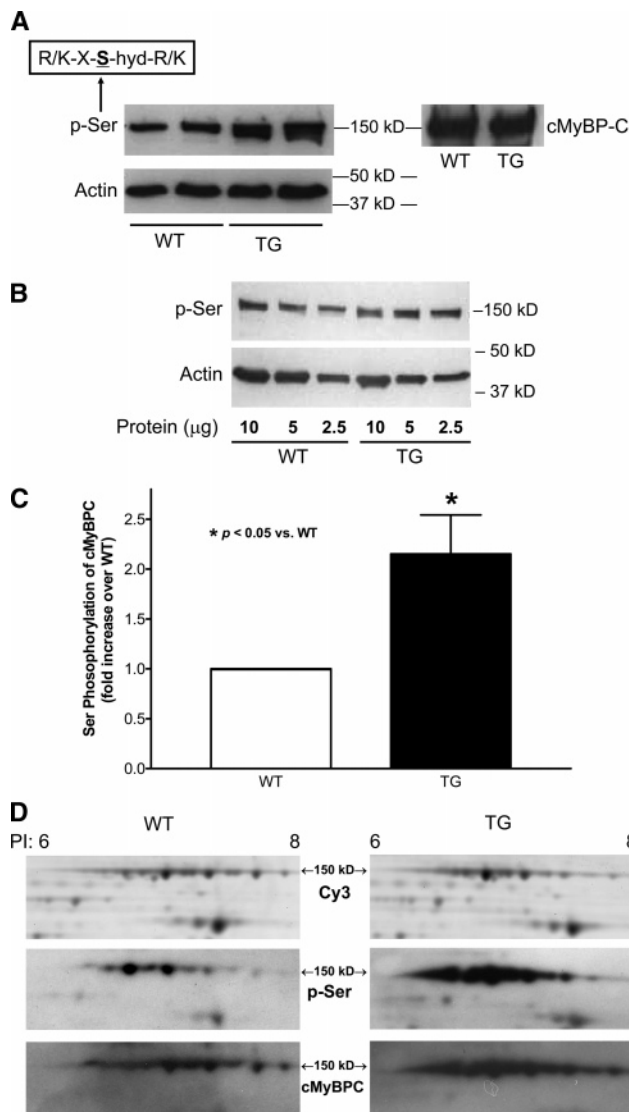 A
R/K-X-S-hyd-R/K
p-Ser
—150 kD—
cMyBP-C
WT TG
Actin
50 kD —
—37 kD —
WT TG
B
p-Ser
–150 kD
– 50 kD
Actin
– 37 kD
Protein (µg) 10 5 2.5 10 5 2.5
WT TG
C
Ser Phosophorylation of cMyBPC
(fold increase over WT)
2.5
2.0
1.5
1.0
0.5
0.0
* p < 0.05 vs. WT
*
WT TG
D
WT TG
PI: 6 8 6 8
←150 kD→
Cy3
←150 kD→
p-Ser
←150 kD→
cMyBPC